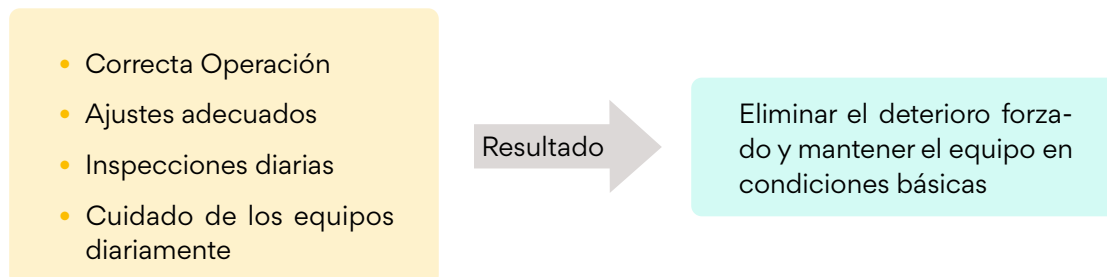 • Correcta Operación
• Ajustes adecuados
• Inspecciones diarias
• Cuidado de los equipos
diariamente
Resultado
Eliminar el deterioro forza-
do y mantener el equipo en
condiciones básicas